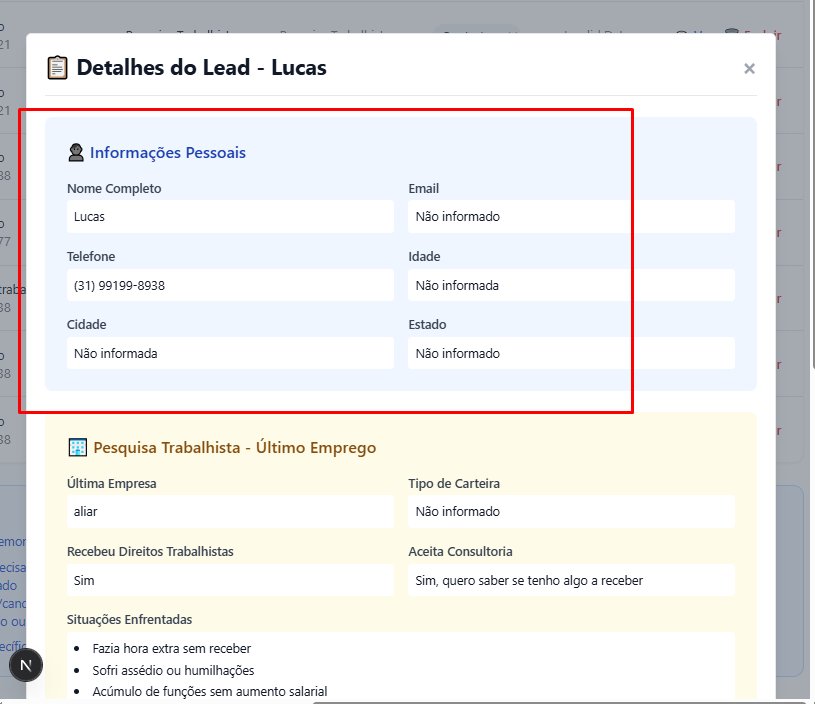 Detalhes do Lead - Lucas
×
Informações Pessoais
Nome Completo
Email
Lucas
Não informado
Telefone
Idade
(31) 99199-8938
Não informada
Cidade
Estado
Não informada
Não informado
Pesquisa Trabalhista - Último Emprego
Última Empresa
Tipo de Carteira
aliar
Não informado
Recebeu Direitos Trabalhistas
Aceita Consultoria
Sim
Sim, quero saber se tenho algo a receber
Situações Enfrentadas
• Fazia hora extra sem receber
• Sofri assédio ou humilhações
• Acúmulo de funções sem aumento salarial
N